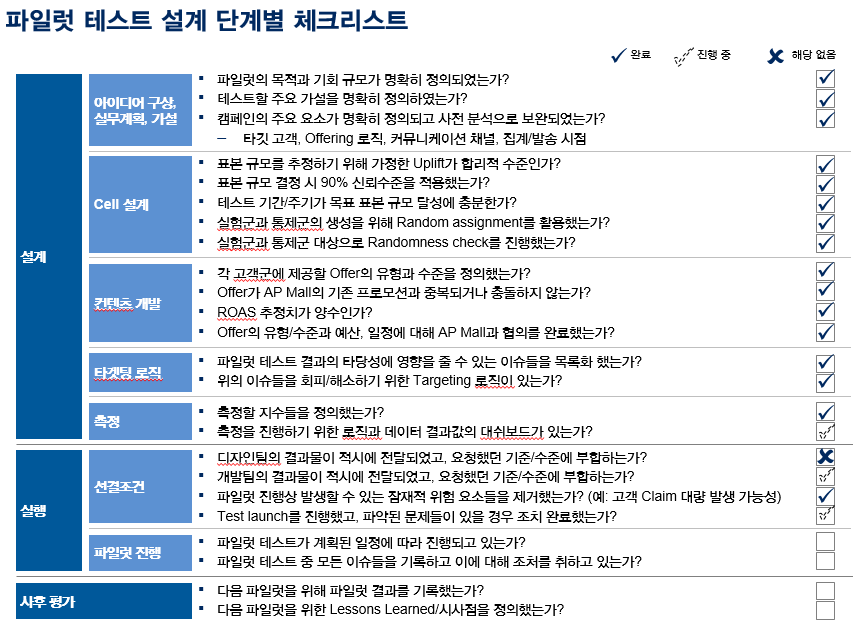 파일럿 테스트 설계 단계별 체크리스트
완료 진행 중 해당 없음
설계
아이디어 구상,
실무계획, 가설
▪ 파일럿의 목적과 기회 규모가 명확히 정의되었는가?
▪ 테스트할 주요 가설을 명확히 정의하였는가?
▪ 캠페인의 주요 요소가 명확히 정의되고 사전 분석으로 보완되었는가?
– 타깃 고객, Offering 로직, 커뮤니케이션 채널, 집계/발송 시점
Cell 설계
▪ 표본 규모를 추정하기 위해 가정한 Uplift가 합리적 수준인가?
▪ 표본 규모 결정 시 90% 신뢰수준을 적용했는가?
▪ 테스트 기간/주기가 목표 표본 규모 달성에 충분한가?
▪ 실험군과 통제군의 생성을 위해 Random assignment를 활용했는가?
▪ 실험군과 통제군 대상으로 Randomness check를 진행했는가?
컨텐츠 개발
▪ 각 고객군에 제공할 Offer의 유형과 수준을 정의했는가?
▪ Offer가 AP Mall의 기존 프로모션과 중복되거나 충돌하지 않는가?
▪ ROAS 추정치가 양수인가?
▪ Offer의 유형/수준과 예산, 일정에 대해 AP Mall과 협의를 완료했는가?
타겟팅 로직
▪ 파일럿 테스트 결과의 타당성에 영향을 줄 수 있는 이슈들을 목록화 했는가?
▪ 위의 이슈들을 회피/해소하기 위한 Targeting 로직이 있는가?
측정
▪ 측정할 지수들을 정의했는가?
▪ 측정을 진행하기 위한 로직과 데이터 결과값의 대쉬보드가 있는가?
실행
선결조건
▪ 디자인팀의 결과물이 적시에 전달되었고, 요청했던 기준/수준에 부합하는가?
▪ 개발팀의 결과물이 적시에 전달되었고, 요청했던 기준/수준에 부합하는가?
▪ 파일럿 진행상 발생할 수 있는 잠재적 위험 요소들을 제거했는가? (예: 고객 Claim 대량 발생 가능성)
▪ Test launch를 진행했고, 파악된 문제들이 있을 경우 조치 완료했는가?
파일럿 진행
▪ 파일럿 테스트가 계획된 일정에 따라 진행되고 있는가?
▪ 파일럿 테스트 중 모든 이슈들을 기록하고 이에 대해 조처를 취하고 있는가?
사후 평가
▪ 다음 파일럿을 위해 파일럿 결과를 기록했는가?
▪ 다음 파일럿을 위한 Lessons Learned/시사점을 정의했는가?